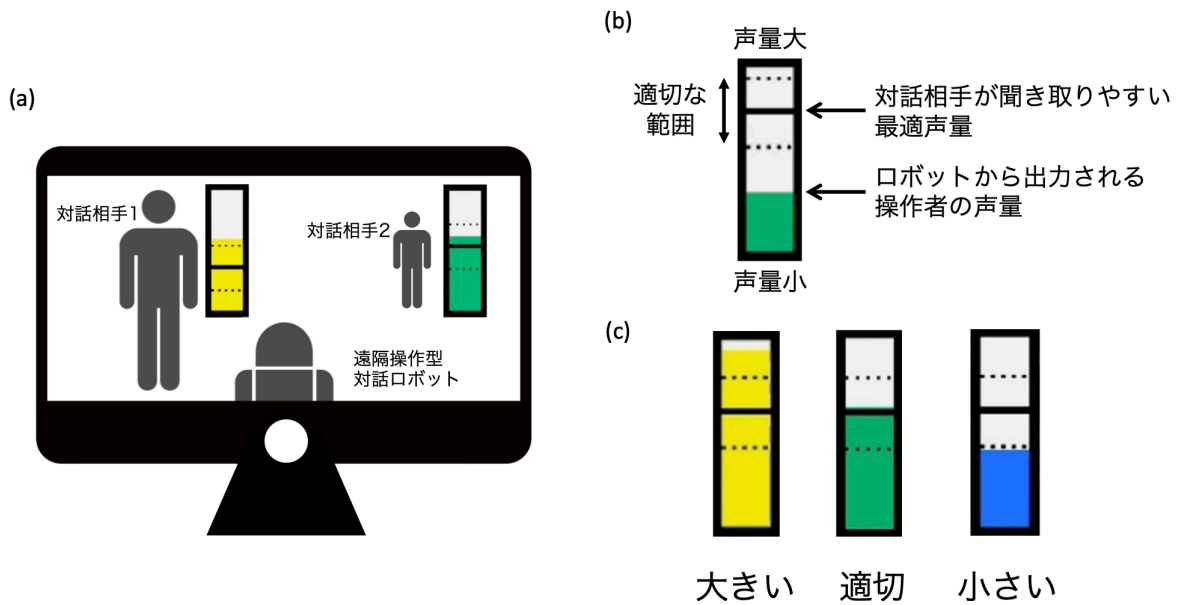 (a)
対話相手1
対話相手2
遠隔操作型
対話ロボット
(b)
声量大
適切な
範囲
対話相手が聞き取りやすい
最適声量
ロボットから出力される
操作者の声量
声量小
(c)
大きい
適切
小さい